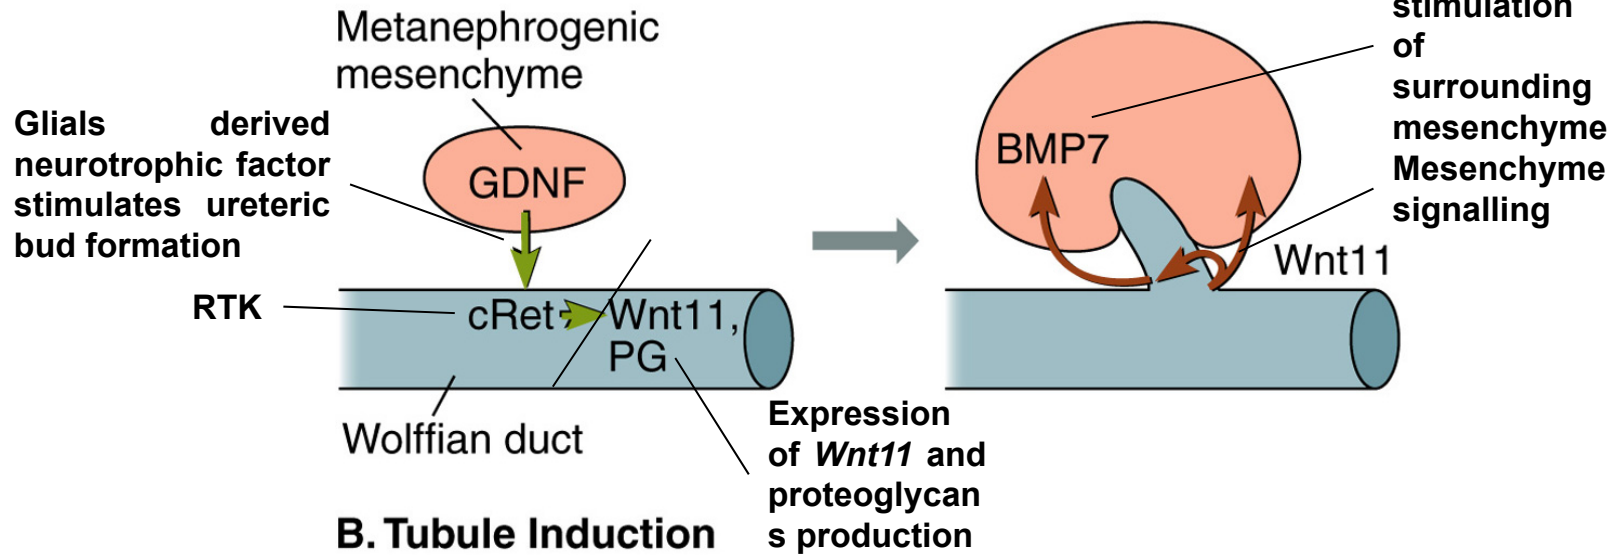 Metanephrogenic
mesenchyme
Glials derived
neurotrophic factor
stimulates ureteric
bud formation
GDNF
RTK
cRet
Wnt11,
PG
Wolffian duct
Expression
of Wnt11 and
proteoglycan
s production
B. Tubule Induction
stimulation
of
surrounding
mesenchyme
Mesenchyme
signalling
BMP7
Wnt11